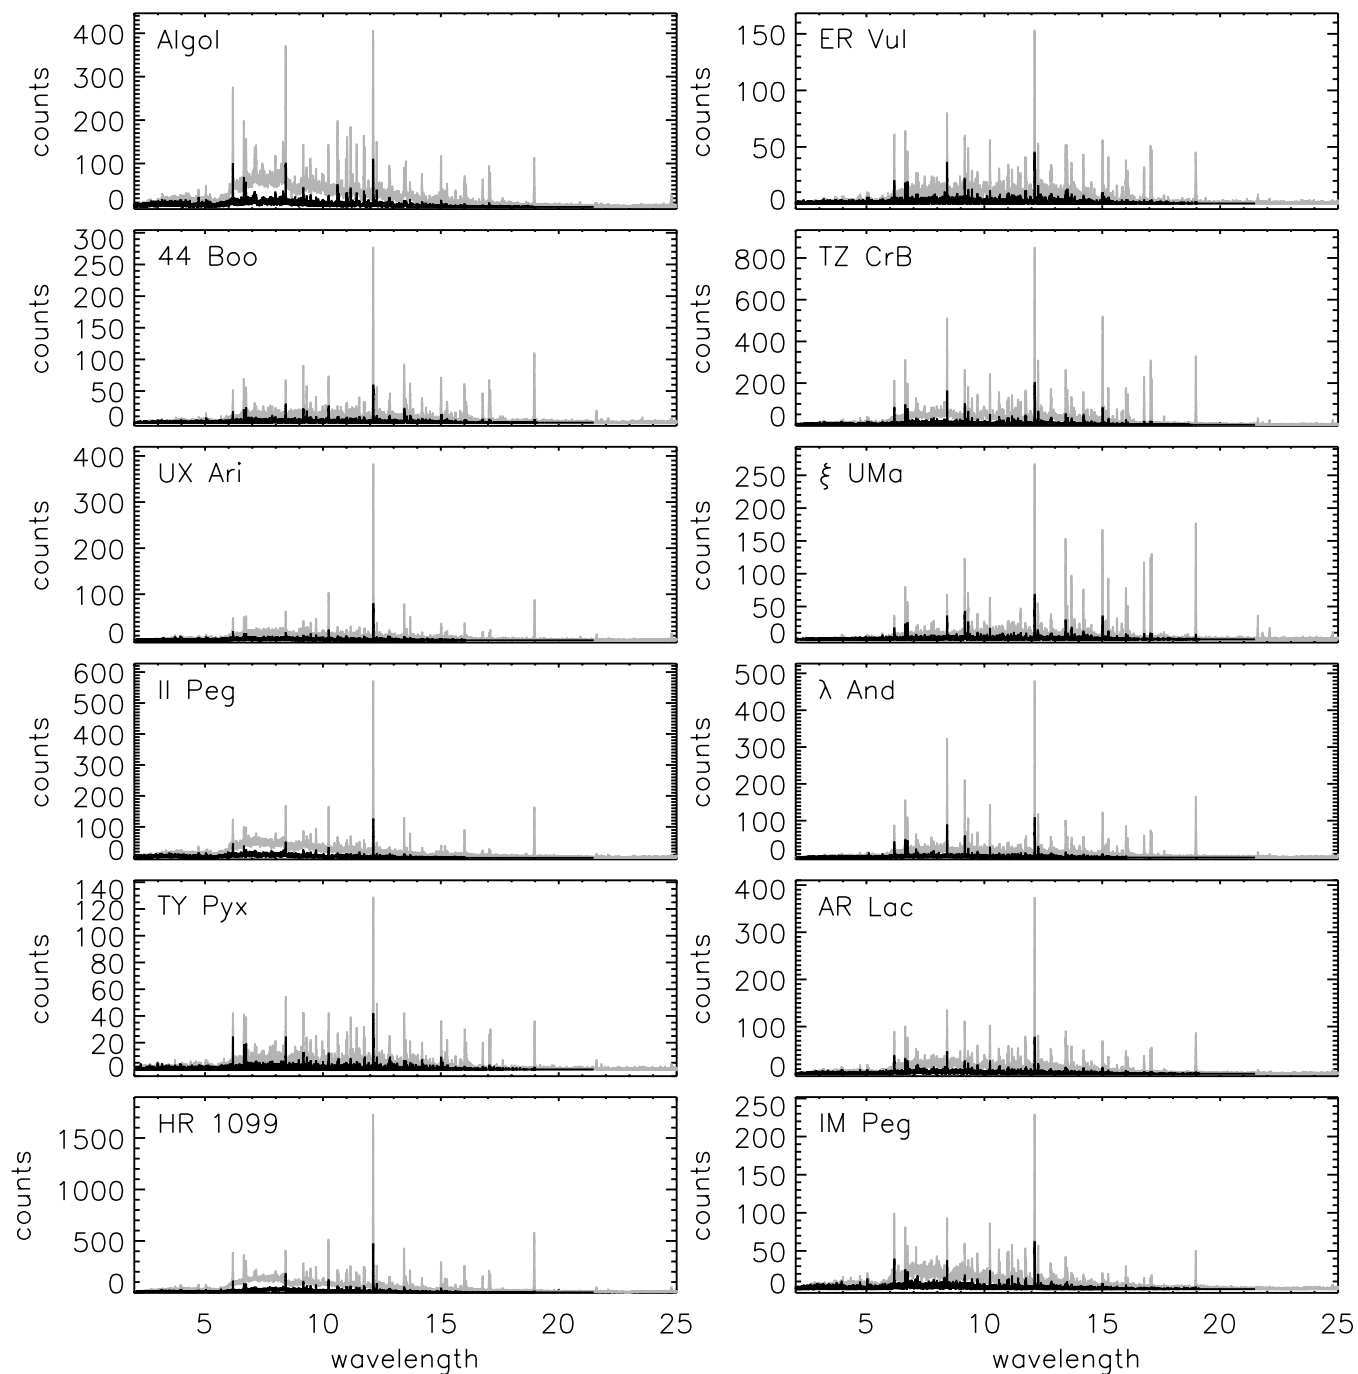 Algol
counts
400
300
200
100
0
ER Vul
counts
150
100
50
0
44 Boo
counts
300
250
200
150
100
50
0
TZ CrB
counts
800
600
400
200
0
UX Ari
counts
400
300
200
100
0
ξ UMa
counts
250
200
150
100
50
0
II Peg
counts
600
500
400
300
200
100
0
λ And
counts
500
400
300
200
100
0
TY Pyx
counts
140
120
100
80
60
40
20
0
AR Lac
counts
400
300
200
100
0
HR 1099
counts
1500
1000
500
0
5 10 15 20 25
wavelength
IM Peg
counts
250
200
150
100
50
0
5 10 15 20 25
wavelength